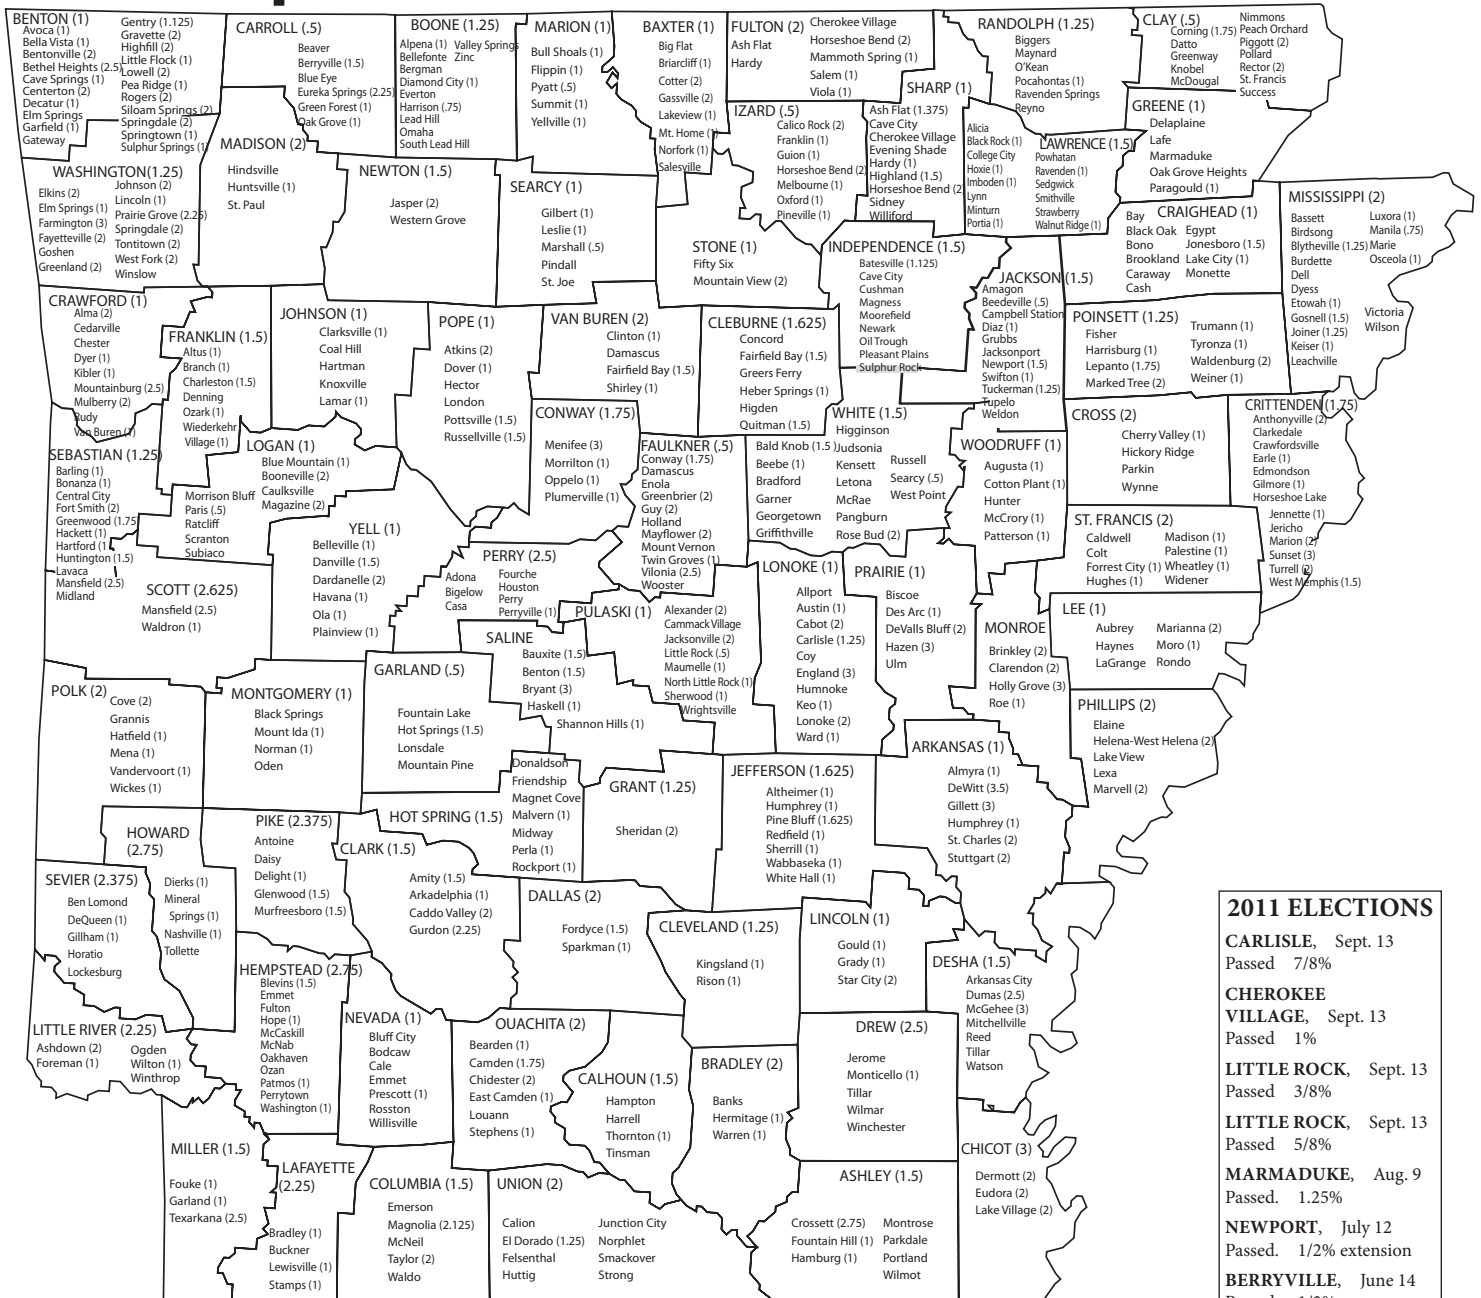 BENTON (1)
Avoca (1)
Bella Vista (1)
Bentonville (2)
Bethel Heights (2.5)
Cave Springs (1)
Centerton (2)
Decatur (1)
Elm Springs
Garfield (1)
Gateway
Gentry (1.125)
Gravette (2)
Highfill (2)
Little Flock (1)
Lowell (2)
Pea Ridge (1)
Rogers (2)
Siloam Springs (2)
Springdale (2)
Springtown (1)
Sulphur Springs (1)
CARROLL (.5)
Beaver
Berryville (1.5)
Blue Eye
Eureka Springs (2.25)
Green Forest (1)
Oak Grove (1)
BOONE (1.25)
Alpena (1)
Bellefonte
Bergman
Diamond City (1)
Everton
Harrison (.75)
Lead Hill
Omaha
South Lead Hill
Valley Springs
Zinc
MARION (1)
Bull Shoals (1)
Flippin (1)
Pyatt (.5)
Summit (1)
Yellville (1)
BAXTER (1)
Big Flat
Briarcliff (1)
Cotter (2)
Gassville (2)
Lakeview (1)
Mt. Home (1)
Norfork (1)
Salesville
FULTON (2)
Ash Flat
Hardy
Cherokee Village
Horseshoe Bend (2)
Mammoth Spring (1)
Salem (1)
Viola (1)
RANDOLPH (1.25)
Biggers
Maynard
O'Kean
Pocahontas (1)
Ravenden Springs
Reyno
CLAY (.5)
Corning (1.75)
Datto
Greenway
Knobel
McDougal
Nimmons
Peach Orchard
Piggott (2)
Pollard
Rector (2)
St. Francis
Success
GREENE (1)
Delaplaine
Lafe
Marmaduke
Oak Grove Heights
Paragould (1)
SHARP (1)
Ash Flat (1.375)
Cave City
Cherokee Village
Evening Shade
Hardy (1)
Highland (1.5)
Horseshoe Bend (2)
Sidney
Williford
IZARD (.5)
Calico Rock (2)
Franklin (1)
Guion (1)
Horseshoe Bend (2)
Melbourne (1)
Oxford (1)
Pineville (1)
LAWRENCE (1.5)
Alicia
Black Rock (1)
College City
Hoxie (1)
Imboden (1)
Lynn
Minturn
Portia (1)
Powhatan
Ravenden (1)
Sedgwick
Smithville
Strawberry
Walnut Ridge (1)
WASHINGTON(1.25)
Elkins (2)
Elm Springs (1)
Farmington (3)
Fayetteville (2)
Goshen
Greenland (2)
Johnson (2)
Lincoln (1)
Prairie Grove (2.25)
Springdale (2)
Tontitown (2)
West Fork (2)
Winslow
MADISON (2)
Hindsville
Huntsville (1)
St. Paul
NEWTON (1.5)
Jasper (2)
Western Grove
SEARCY (1)
Gilbert (1)
Leslie (1)
Marshall (.5)
Pindall
St. Joe
STONE (1)
Fifty Six
Mountain View (2)
INDEPENDENCE (1.5)
Batesville (1.125)
Cave City
Cushman
Magness
Moorefield
Newark
Oil Trough
Pleasant Plains
Sulphur Rock
JACKSON (1.5)
Amagon
Beedeville (.5)
Campbell Station
Diaz (1)
Grubbs
Jacksonport
Newport (1.5)
Swifton (1)
Tuckerman (1.25)
Tupelo
Weldon
CRAIGHEAD (1)
Bay
Black Oak
Bono
Brookland
Caraway
Cash
Egypt
Jonesboro (1.5)
Lake City (1)
Monette
MISSISSIPPI (2)
Bassett
Birdsong
Blytheville (1.25)
Burdette
Dell
Dyess
Etowah (1)
Gosnell (1.5)
Joiner (1.25)
Keiser (1)
Leachville
Luxora (1)
Manila (.75)
Marie
Osceola (1)
Victoria
Wilson
CRAWFORD (1)
Alma (2)
Cedarville
Chester
Dyer (1)
Kibler (1)
Mountainburg (2.5)
Mulberry (2)
Rudy
Van Buren (1)
FRANKLIN (1.5)
Altus (1)
Branch (1)
Charleston (1.5)
Denning
Ozark (1)
Wiederkehr
Village (1)
JOHNSON (1)
Clarksville (1)
Coal Hill
Hartman
Knoxville
Lamar (1)
POPE (1)
Atkins (2)
Dover (1)
Hector
London
Pottsville (1.5)
Russellville (1.5)
VAN BUREN (2)
Clinton (1)
Damascus
Fairfield Bay (1.5)
Shirley (1)
CLEBURNE (1.625)
Concord
Fairfield Bay (1.5)
Greers Ferry
Heber Springs (1)
Higden
Quitman (1.5)
POINSETT (1.25)
Fisher
Harrisburg (1)
Lepanto (1.75)
Marked Tree (2)
Trumann (1)
Tyronza (1)
Waldenburg (2)
Weiner (1)
SEBASTIAN (1.25)
Barling (1)
Bonanza (1)
Central City
Fort Smith (2)
Greenwood (1.75)
Hackett (1)
Hartford (1)
Huntington (1.5)
Lavaca
Mansfield (2.5)
Midland
LOGAN (1)
Blue Mountain (1)
Booneville (2)
Caulksville
Magazine (2)
Morrison Bluff
Paris (.5)
Ratcliff
Scranton
Subiaco
CONWAY (1.75)
Menifee (3)
Morrilton (1)
Oppelo (1)
Plumerville (1)
FAULKNER (.5)
Conway (1.75)
Damascus
Enola
Greenbrier (2)
Guy (2)
Holland
Mayflower (2)
Mount Vernon
Twin Groves (1)
Vilonia (2.5)
Wooster
WHITE (1.5)
Bald Knob (1.5)
Beebe (1)
Bradford
Garner
Georgetown
Griffithville
Higginson
Judsonia
Kensett
Letona
McRae
Pangburn
Rose Bud (2)
Russell
Searcy (.5)
West Point
WOODRUFF (1)
Augusta (1)
Cotton Plant (1)
Hunter
McCrory (1)
Patterson (1)
CROSS (2)
Cherry Valley (1)
Hickory Ridge
Parkin
Wynne
CRITTENDEN (1.75)
Anthonyville (2)
Clarkedale
Crawfordsville
Earle (1)
Edmondson
Gilmore (1)
Horseshoe Lake
Jennette (1)
Jericho
Marion (2)
Sunset (3)
Turrell (2)
West Memphis (1.5)
ST. FRANCIS (2)
Caldwell
Colt
Forrest City (1)
Hughes (1)
Madison (1)
Palestine (1)
Wheatley (1)
Widener
SCOTT (2.625)
Mansfield (2.5)
Waldron (1)
YELL (1)
Belleville (1)
Danville (1.5)
Dardanelle (2)
Havana (1)
Ola (1)
Plainview (1)
PERRY (2.5)
Adona
Bigelow
Casa
Fourche
Houston
Perry
Perryville (1)
PULASKI (1)
Alexander (2)
Cammack Village
Jacksonville (2)
Little Rock (.5)
Maumelle (1)
North Little Rock (1)
Sherwood (1)
Wrightsville
LONOKE (1)
Allport
Austin (1)
Cabot (2)
Carlisle (1.25)
Coy
England (3)
Humnoke
Keo (1)
Lonoke (2)
Ward (1)
PRAIRIE (1)
Biscoe
Des Arc (1)
DeValls Bluff (2)
Hazen (3)
Ulm
MONROE
Brinkley (2)
Clarendon (2)
Holly Grove (3)
Roe (1)
LEE (1)
Aubrey
Haynes
LaGrange
Marianna (2)
Moro (1)
Rondo
POLK (2)
Cove (2)
Grannis
Hatfield (1)
Mena (1)
Vandervoort (1)
Wickes (1)
MONTGOMERY (1)
Black Springs
Mount Ida (1)
Norman (1)
Oden
GARLAND (.5)
Fountain Lake
Hot Springs (1.5)
Lonsdale
Mountain Pine
SALINE
Bauxite (1.5)
Benton (1.5)
Bryant (3)
Haskell (1)
Shannon Hills (1)
PHILLIPS (2)
Elaine
Helena-West Helena (2)
Lake View
Lexa
Marvell (2)
HOWARD
(2.75)
Dierks (1)
Mineral
Springs (1)
Nashville (1)
Tollette
PIKE (2.375)
Antoine
Daisy
Delight (1)
Glenwood (1.5)
Murfreesboro (1.5)
HOT SPRING (1.5)
Donaldson
Friendship
Magnet Cove
Malvern (1)
Midway
Perla (1)
Rockport (1)
GRANT (1.25)
Sheridan (2)
JEFFERSON (1.625)
Altheimer (1)
Humphrey (1)
Pine Bluff (1.625)
Redfield (1)
Sherrill (1)
Wabbaseka (1)
White Hall (1)
ARKANSAS (1)
Almyra (1)
DeWitt (3.5)
Gillett (3)
Humphrey (1)
St. Charles (2)
Stuttgart (2)
SEVIER (2.375)
Ben Lomond
DeQueen (1)
Gillham (1)
Horatio
Lockesburg
CLARK (1.5)
Amity (1.5)
Arkadelphia (1)
Caddo Valley (2)
Gurdon (2.25)
DALLAS (2)
Fordyce (1.5)
Sparkman (1)
CLEVELAND (1.25)
Kingsland (1)
Rison (1)
LINCOLN (1)
Gould (1)
Grady (1)
Star City (2)
DESHA (1.5)
Arkansas City
Dumas (2.5)
McGehee (3)
Mitchellville
Reed
Tillar
Watson
LITTLE RIVER (2.25)
Ashdown (2)
Foreman (1)
Ogden
Wilton (1)
Winthrop
HEMPSTEAD (2.75)
Blevins (1.5)
Emmet
Fulton
Hope (1)
McCaskill
McNab
Oakhaven
Ozan
Patmos (1)
Perrytown
Washington (1)
NEVADA (1)
Bluff City
Bodcaw
Cale
Emmet
Prescott (1)
Rosston
Willisville
OUACHITA (2)
Bearden (1)
Camden (1.75)
Chidester (2)
East Camden (1)
Louann
Stephens (1)
CALHOUN (1.5)
Hampton
Harrell
Thornton (1)
Tinsman
BRADLEY (2)
Banks
Hermitage (1)
Warren (1)
DREW (2.5)
Jerome
Monticello (1)
Tillar
Wilmar
Winchester
MILLER (1.5)
Fouke (1)
Garland (1)
Texarkana (2.5)
LAFAYETTE
(2.25)
Bradley (1)
Buckner
Lewisville (1)
Stamps (1)
COLUMBIA (1.5)
Emerson
Magnolia (2.125)
McNeil
Taylor (2)
Waldo
UNION (2)
Calion
El Dorado (1.25)
Felsenthal
Huttig
Junction City
Norphlet
Smackover
Strong
ASHLEY (1.5)
Crossett (2.75)
Fountain Hill (1)
Hamburg (1)
Montrose
Parkdale
Portland
Wilmot
CHICOT (3)
Dermott (2)
Eudora (2)
Lake Village (2)
2011 ELECTIONS
CARLISLE, Sept. 13
Passed 7/8%
CHEROKEE
VILLAGE, Sept. 13
Passed 1%
LITTLE ROCK, Sept. 13
Passed 3/8%
LITTLE ROCK, Sept. 13
Passed 5/8%
MARMADUKE, Aug. 9
Passed. 1.25%
NEWPORT, July 12
Passed. 1/2% extension
BERRYVILLE, June 14